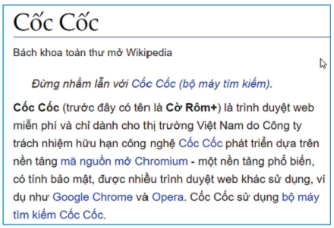 Cốc Cốc
Bách khoa toàn thư mở Wikipedia
Đừng nhầm lẫn với Cốc Cốc (bộ máy tìm kiếm).
Cốc Cốc (trước đây có tên là Cờ Rôm+) là trình duyệt web
miễn phí và chỉ dành cho thị trường Việt Nam do Công ty
trách nhiệm hữu hạn công nghệ Cốc Cốc phát triển dựa trên
nền tảng mã nguồn mở Chromium - một nền tảng phổ biến,
có tính bảo mật, được nhiều trình duyệt web khác sử dụng, ví
dụ như Google Chrome và Opera. Cốc Cốc sử dụng bộ máy
tìm kiếm Cốc Cốc.